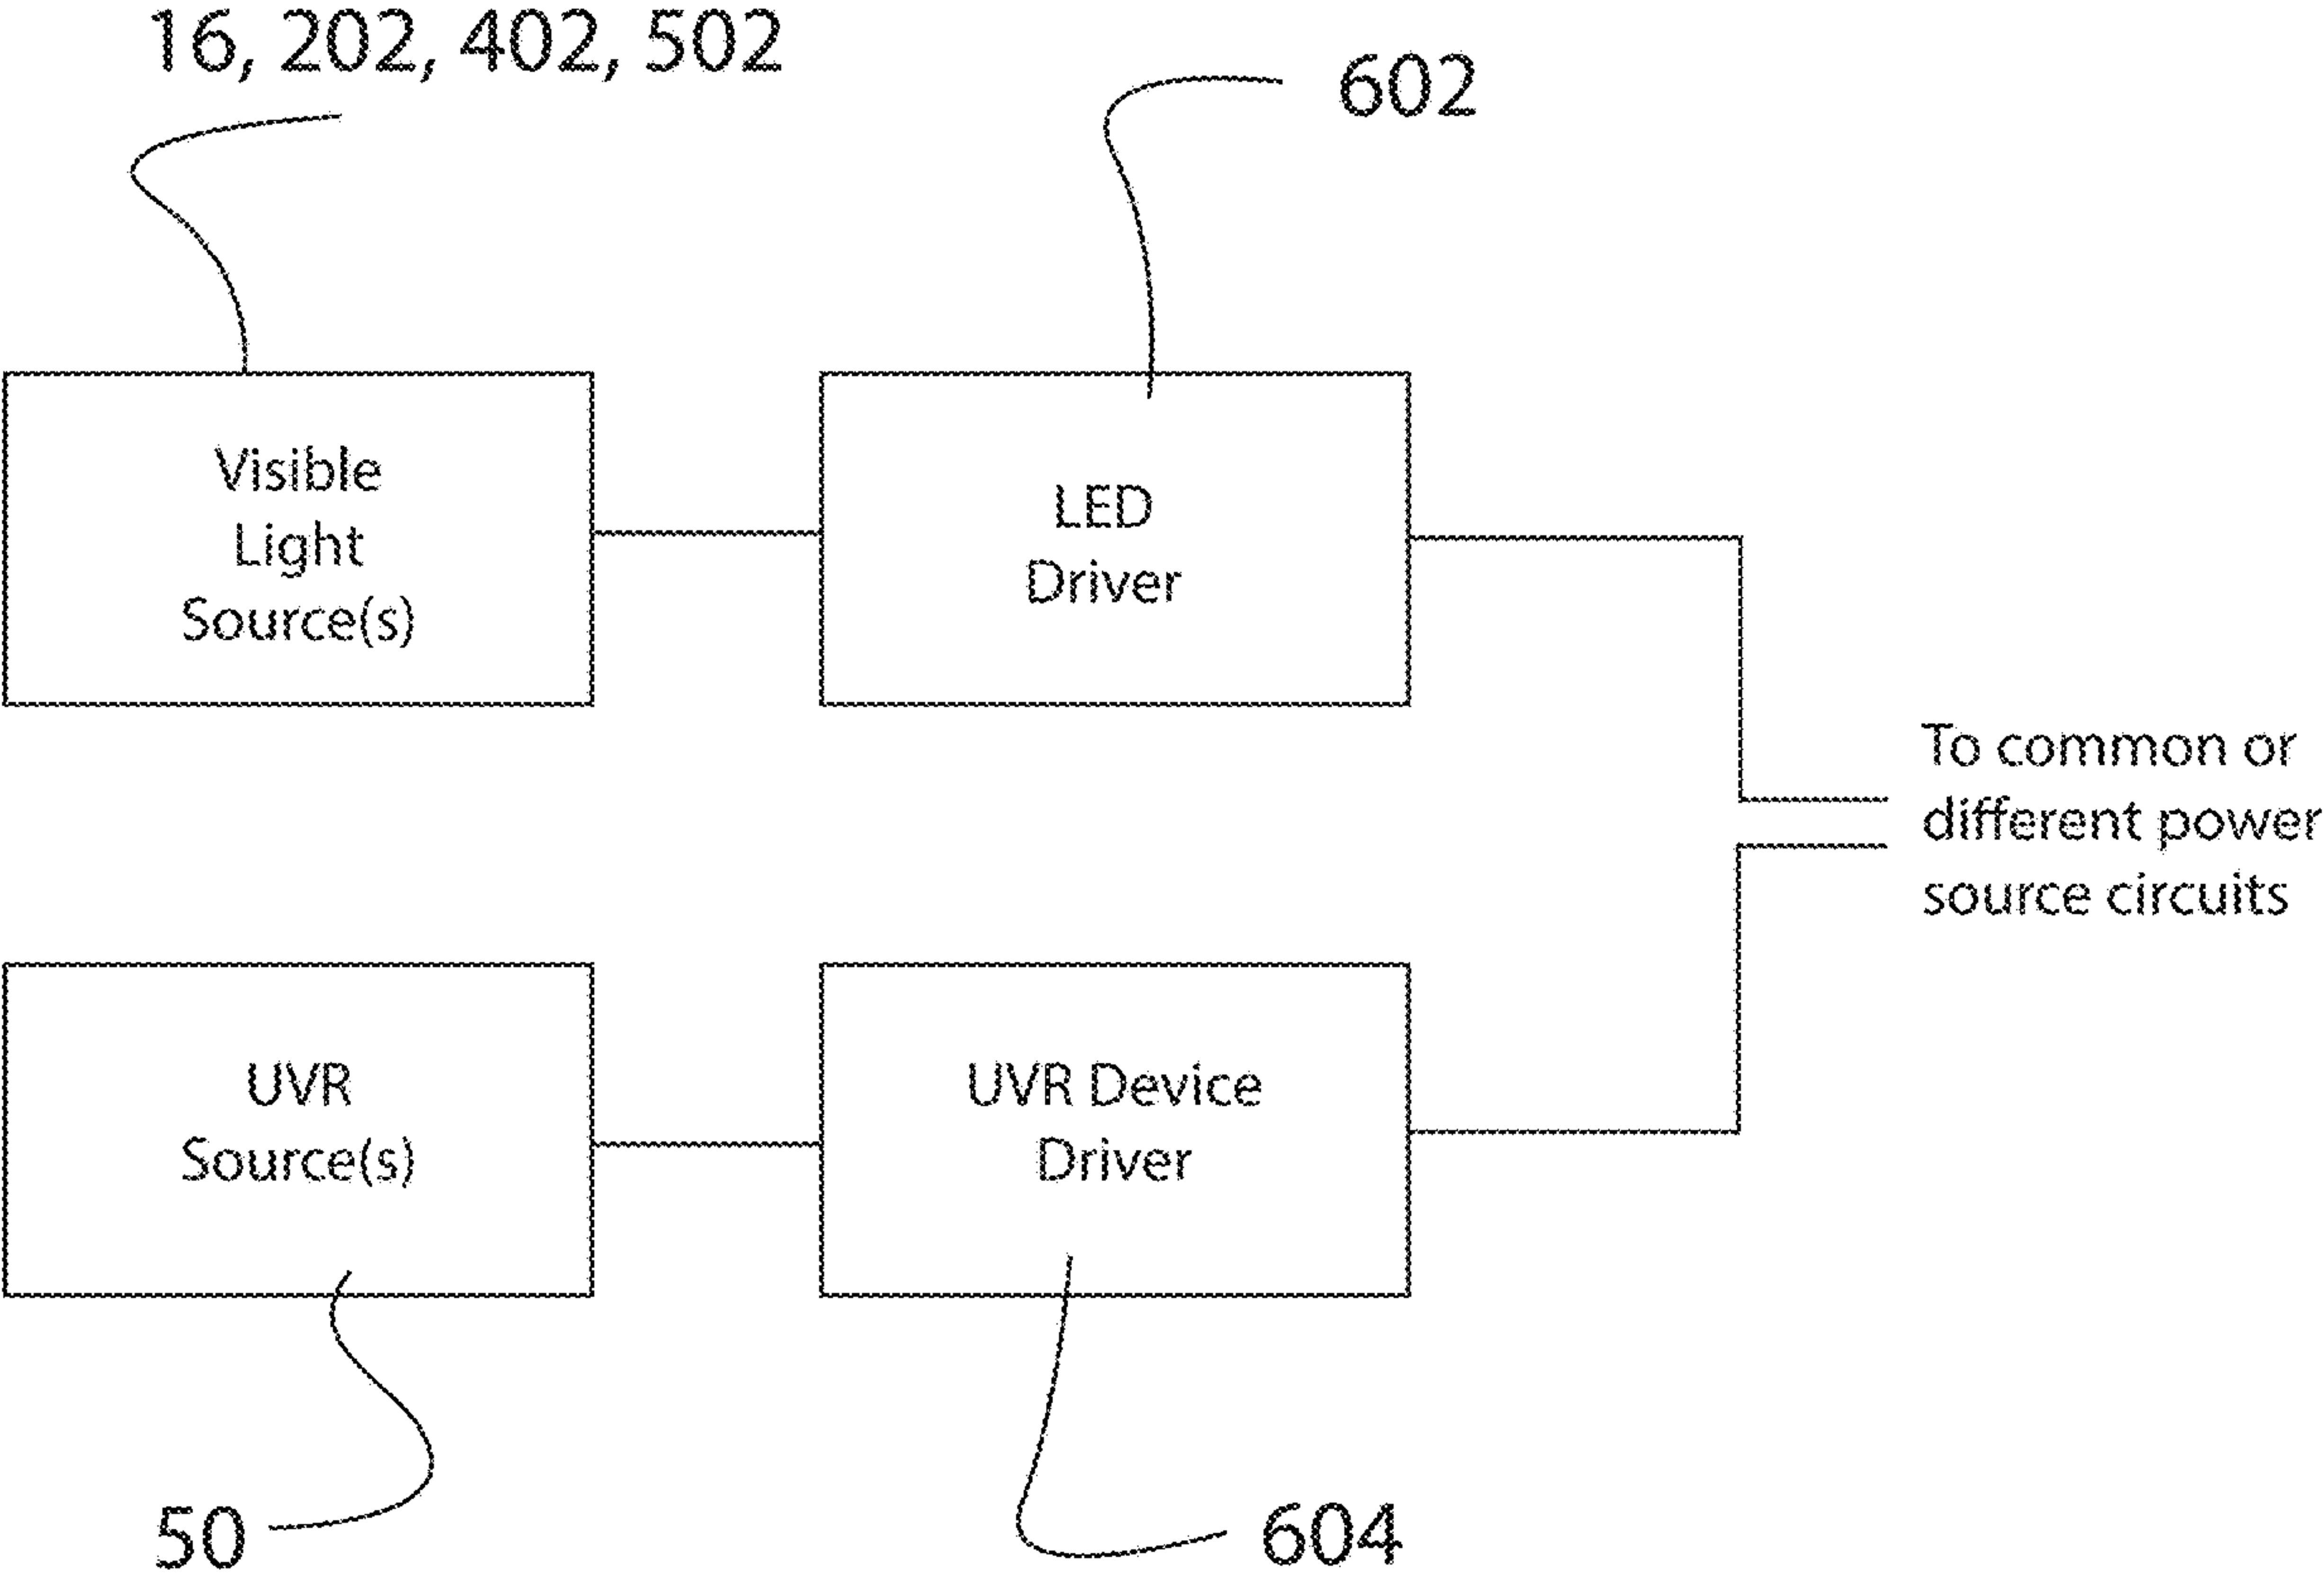 16, 202, 402, 502
602
Visible
Light
Source(s)
LED
Driver
To common or
different power
source circuits
UVR
Source(s)
UVR Device
Driver
50
604